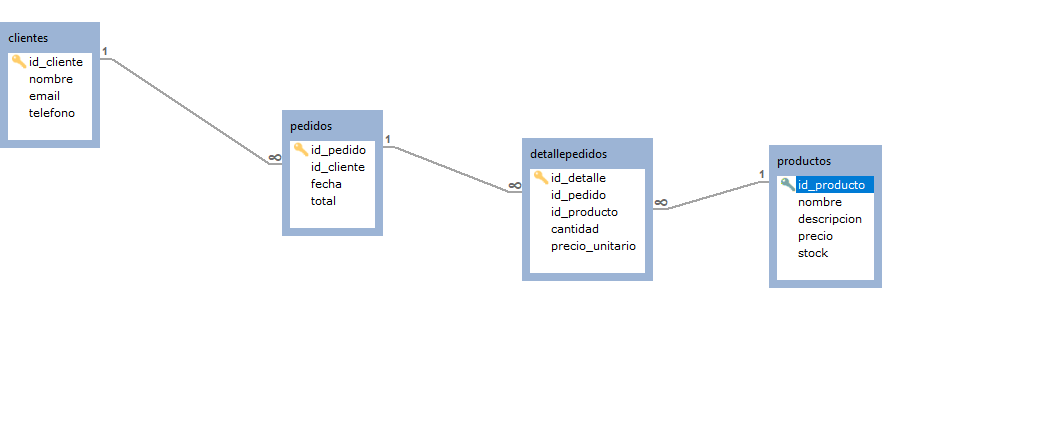 clientes
id_cliente
nombre
email
telefono
1
∞
pedidos
id_pedido
id_cliente
fecha
total
1
∞
detallepedidos
id_detalle
id_pedido
id_producto
cantidad
precio_unitario
∞
1
productos
id_producto
nombre
descripcion
precio
stock